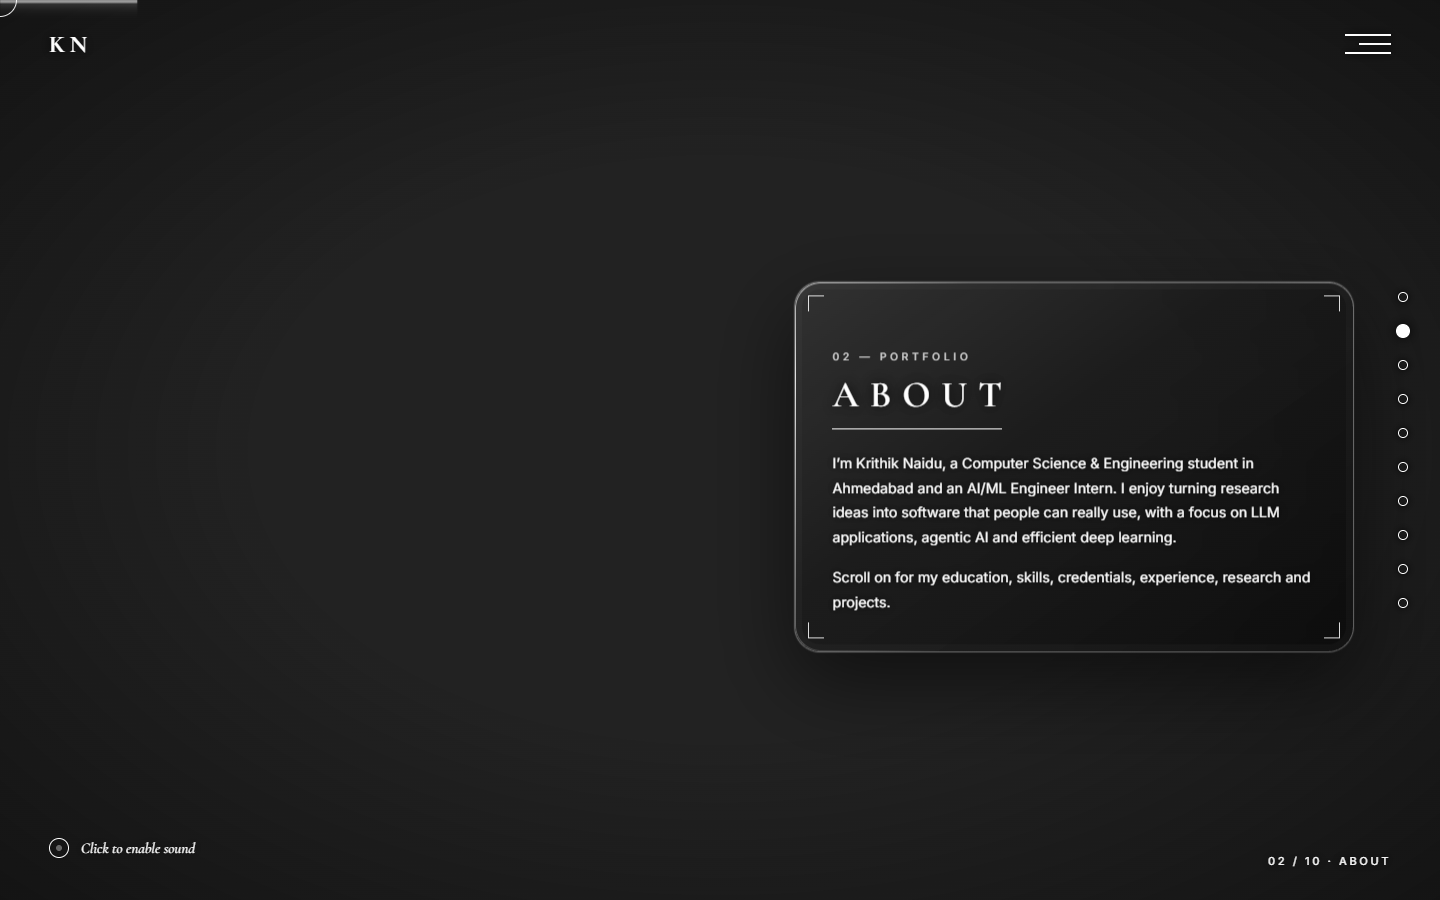 KN
02 — PORTFOLIO
ABOUT
I’m Krithik Naidu, a Computer Science & Engineering student in
Ahmedabad and an AI/ML Engineer Intern. I enjoy turning research
ideas into software that people can really use, with a focus on LLM
applications, agentic AI and efficient deep learning.
Scroll on for my education, skills, credentials, experience, research and
projects.
Click to enable sound
02 / 10 · ABOUT